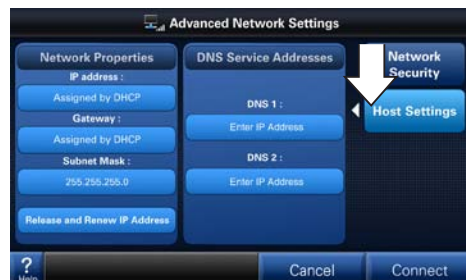 Advanced Network Settings
Network Properties
IP address :
Assigned by DHCP
Gateway :
Assigned by DHCP
Subnet Mask :
255.255.255.0
Release and Renew IP Address
DNS Service Addresses
DNS 1 :
Enter IP Address
DNS 2 :
Enter IP Address
Network
Security
Host Settings
?
Help
Cancel
Connect